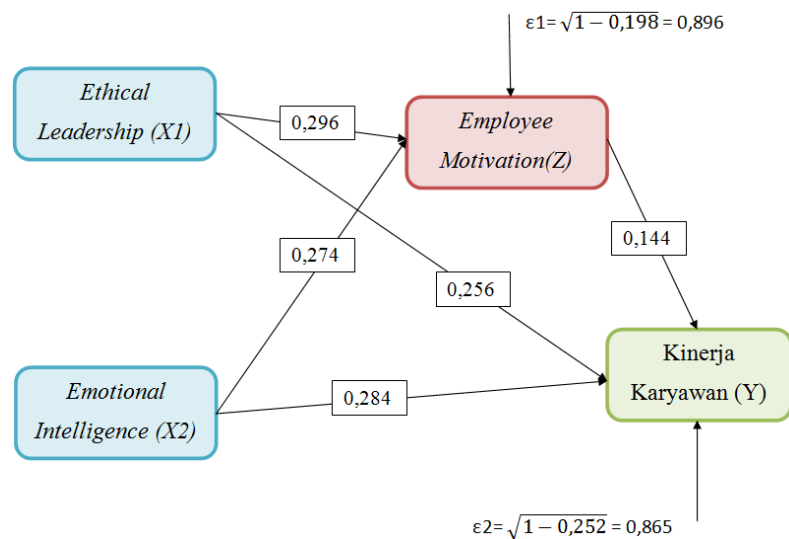 ε1= √1 − 0,198 = 0,896
Ethical
Leadership (X1)
0,296
Employee
Motivation(Z)
0,144
0,274
0,256
Kinerja
Karyawan (Y)
Emotional
Intelligence (X2)
0,284
ε2= √1 − 0,252 = 0,865